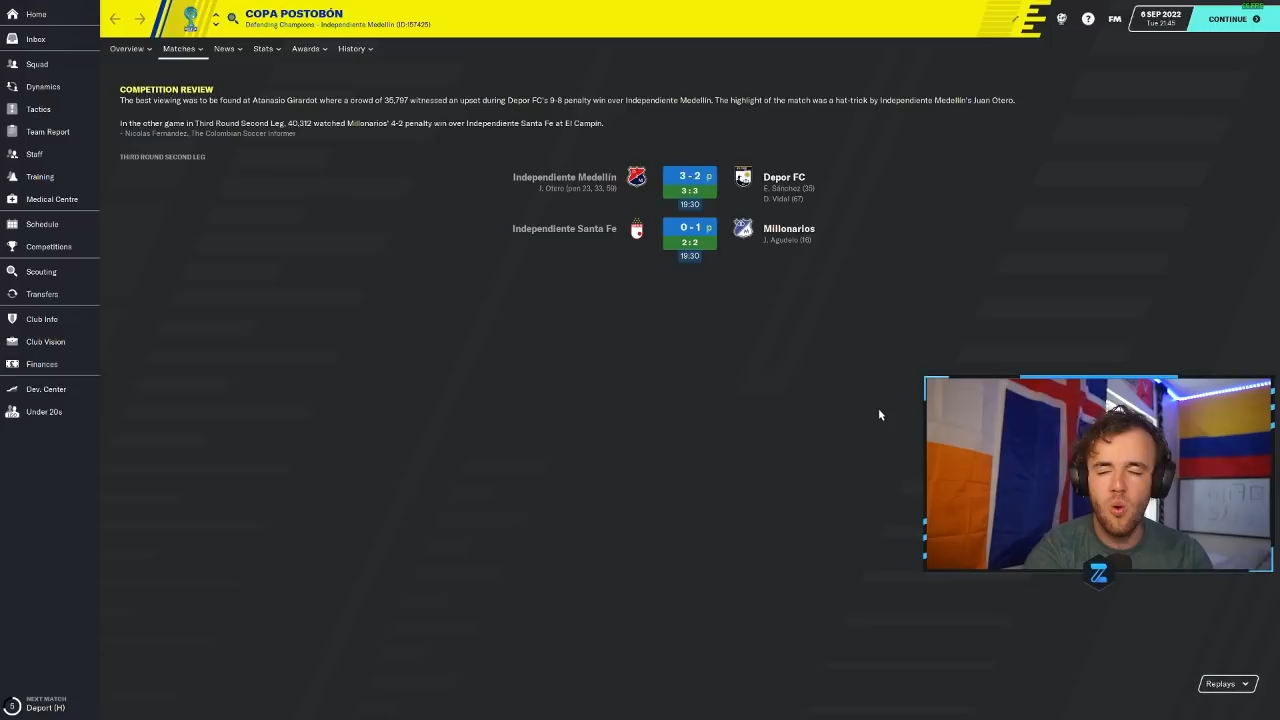 Home
COPA POSTOBÓN
Defending Champions - Independiente Medellín (ID:157425)
FM
6 SEP 2022
Tue 21:45
CONTINUE
Inbox
Squad
Dynamics
Tactics
Team Report
Staff
Training
Medical Centre
Schedule
Competitions
Scouting
Transfers
Club Info
Club Vision
Finances
Dev. Center
Under 20s
Overview
Matches
News
Stats
Awards
History
COMPETITION REVIEW
The best viewing was to be found at Atanasio Girardot where a crowd of 35,797 witnessed an upset during Depor FC's 9-8 penalty win over Independiente Medellín. The highlight of the match was a hat-trick by Independiente Medellín's Juan Otero.
In the other game in Third Round Second Leg, 40,312 watched Millonarios' 4-2 penalty win over Independiente Santa Fe at El Campín.
- Nicolas Fernández, The Colombian Soccer Informer
THIRD ROUND SECOND LEG
Independiente Medellín 3 - 2 p Depor FC
J. Otero (pen 23, 33, 59) 3 : 3 E. Sánchez (35)
19:30 D. Vidal (67)
Independiente Santa Fe 0 - 1 p Millonarios
2 : 2 J. Agudelo (16)
19:30
Replays
5 NEXT MATCH
Deport (H)